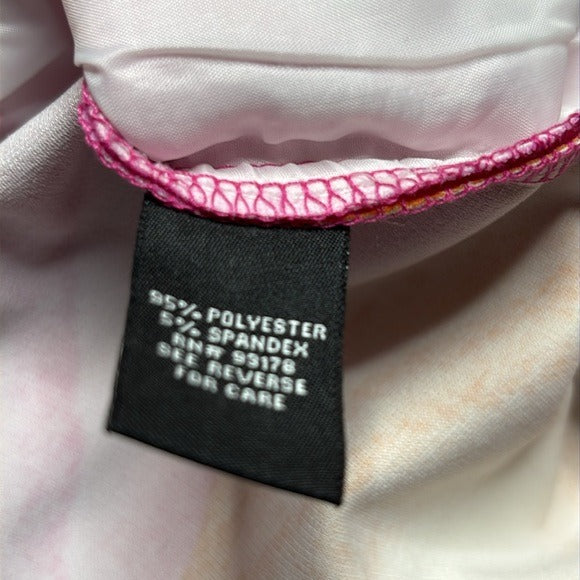 95% POLYESTER
5% SPANDEX
RN# 93178
SEE REVERSE
FOR CARE